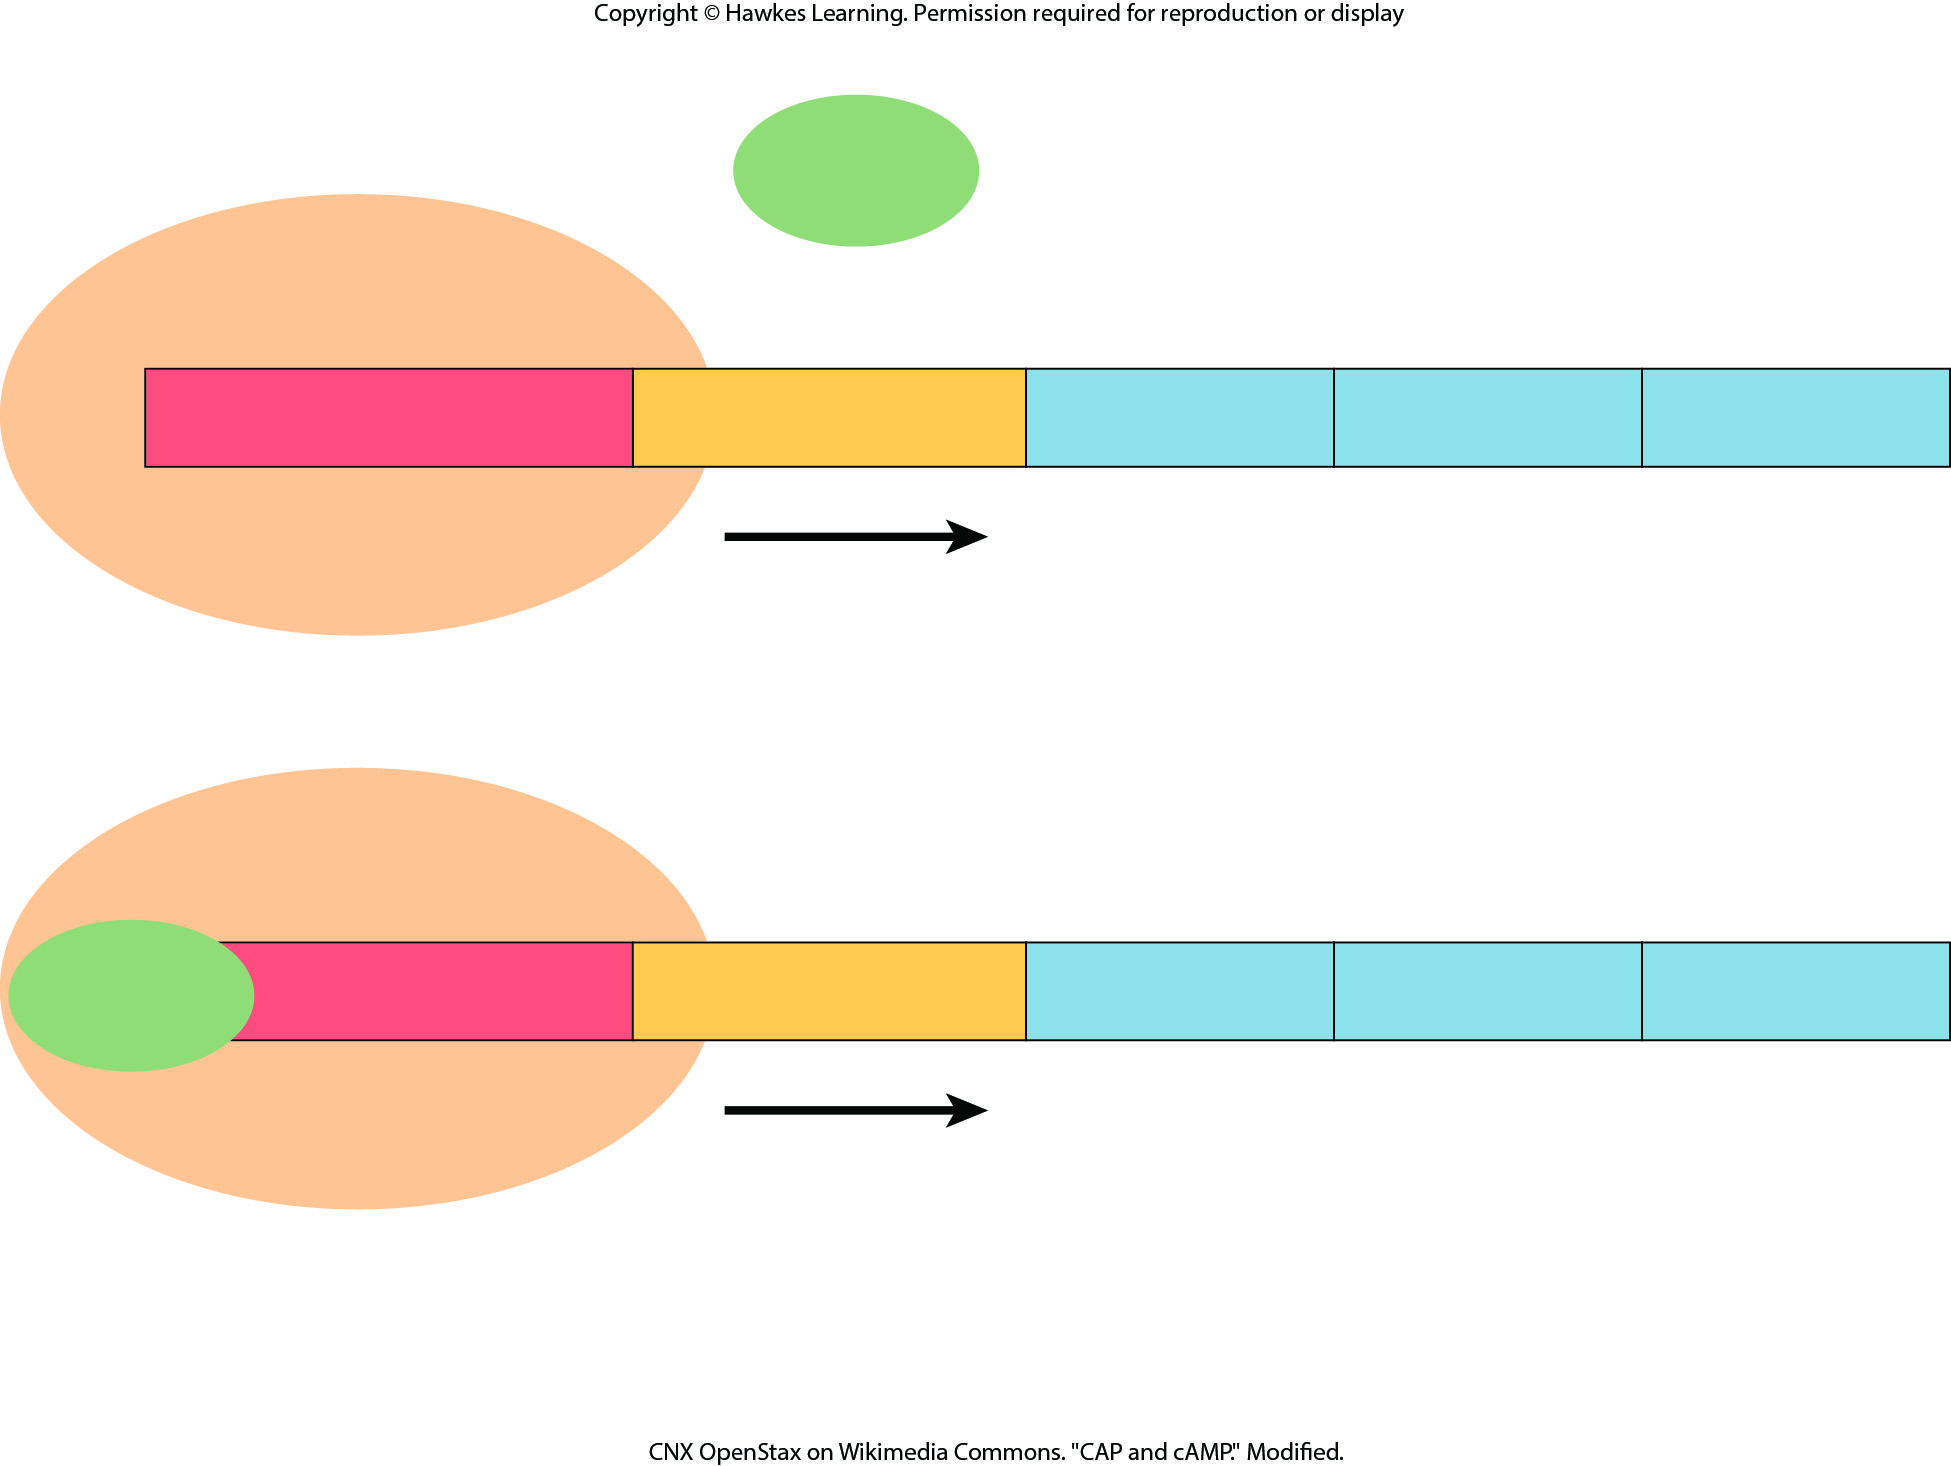 Copyright © Hawkes Learning. Permission required for reproduction or display
CNX OpenStax on Wikimedia Commons. "CAP and cAMP." Modified.